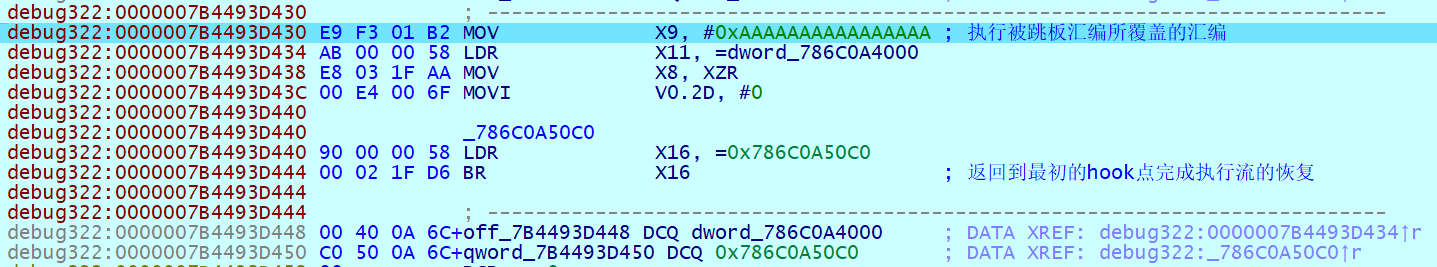 debug322:0000007B4493D430 ; ---------------------------------------------------------------------------
debug322:0000007B4493D430 E9 F3 01 B2 MOV X9, #0xAAAAAAAAAAAAAAAA ; 执行被跳板汇编所覆盖的汇编
debug322:0000007B4493D434 AB 00 00 58 LDR X11, =dword_786C0A4000
debug322:0000007B4493D438 E8 03 1F AA MOV X8, XZR
debug322:0000007B4493D43C 00 E4 00 6F MOVI V0.2D, #0
debug322:0000007B4493D440
debug322:0000007B4493D440 _786C0A50C0
debug322:0000007B4493D440 90 00 00 58 LDR X16, =0x786C0A50C0
debug322:0000007B4493D444 00 02 1F D6 BR X16 ; 返回到最初的hook点完成执行流的恢复
debug322:0000007B4493D444
debug322:0000007B4493D444 ; ---------------------------------------------------------------------------
debug322:0000007B4493D448 00 40 0A 6C+off_7B4493D448 DCQ dword_786C0A4000 ; DATA XREF: debug322:0000007B4493D434↑r
debug322:0000007B4493D450 C0 50 0A 6C+qword_7B4493D450 DCQ 0x786C0A50C0 ; DATA XREF: debug322:_786C0A50C0↑r